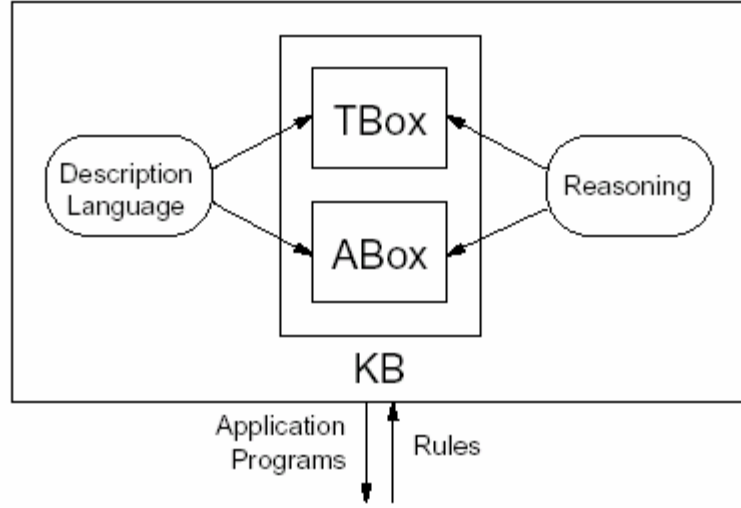 TBox
Description
Language
Reasoning
ABox
KB
Application
Programs
Rules